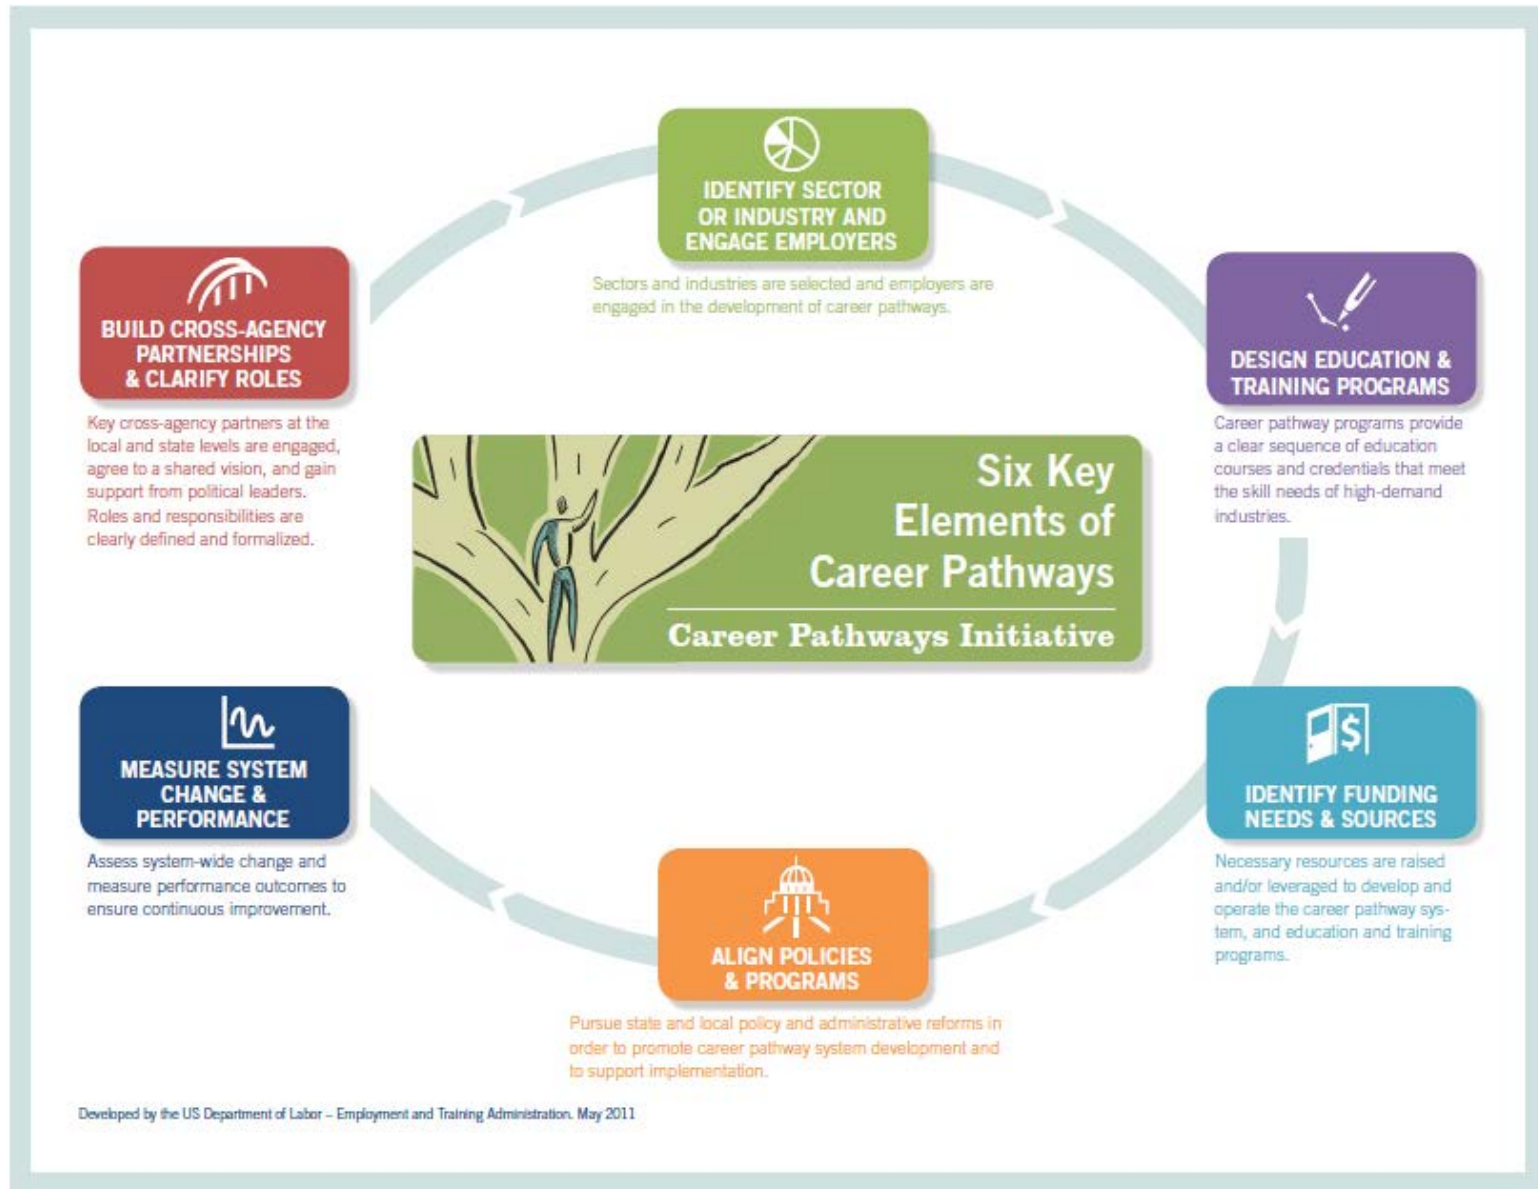 IDENTIFY SECTOR
OR INDUSTRY AND
ENGAGE EMPLOYERS
Sectors and industries are selected and employers are
engaged in the development of career pathways.
BUILD CROSS-AGENCY
PARTNERSHIPS
& CLARIFY ROLES
Key cross-agency partners at the
local and state levels are engaged,
agree to a shared vision, and gain
support from political leaders.
Roles and responsibilities are
clearly defined and formalized.
DESIGN EDUCATION &
TRAINING PROGRAMS
Career pathway programs provide
a clear sequence of education
courses and credentials that meet
the skill needs of high-demand
industries.
Six Key
Elements of
Career Pathways
Career Pathways Initiative
MEASURE SYSTEM
CHANGE &
PERFORMANCE
Assess system-wide change and
measure performance outcomes to
ensure continuous improvement.
$
IDENTIFY FUNDING
NEEDS & SOURCES
Necessary resources are raised
and/or leveraged to develop and
operate the career pathway sys-
tem, and education and training
programs.
ALIGN POLICIES
& PROGRAMS
Pursue state and local policy and administrative reforms in
order to promote career pathway system development and
to support implementation.
Developed by the US Department of Labor – Employment and Training Administration. May 2011